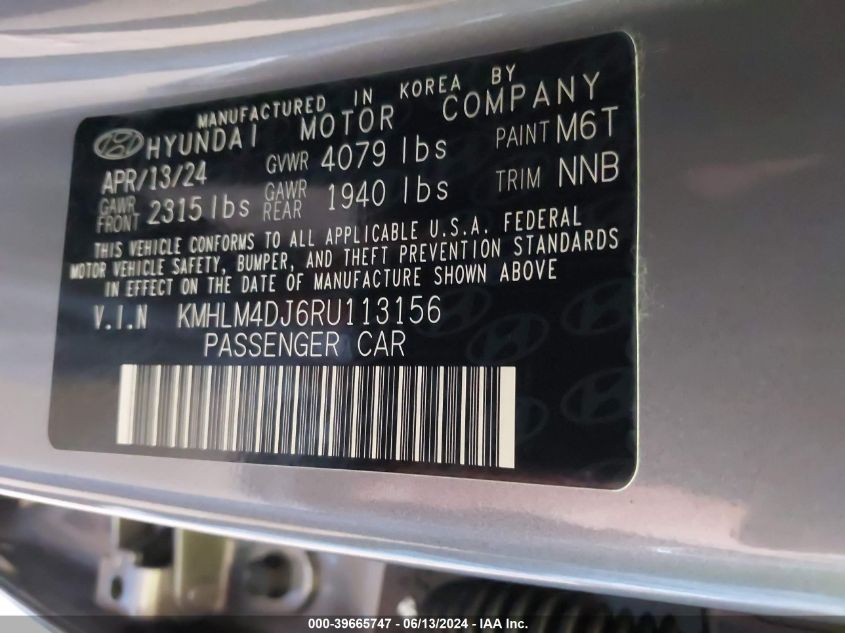 MANUFACTURED IN KOREA BY
HYUNDAI MOTOR COMPANY
APR/13/24 GVWR 4079 lbs PAINT M6T
GAWR FRONT 2315 lbs GAWR REAR 1940 lbs TRIM NNB
THIS VEHICLE CONFORMS TO ALL APPLICABLE U.S.A. FEDERAL
MOTOR VEHICLE SAFETY, BUMPER, AND THEFT PREVENTION STANDARDS
IN EFFECT ON THE DATE OF MANUFACTURE SHOWN ABOVE
V.I.N KMHLM4DJ6RU113156
PASSENGER CAR
000-39665747 - 06/13/2024 - IAA Inc.